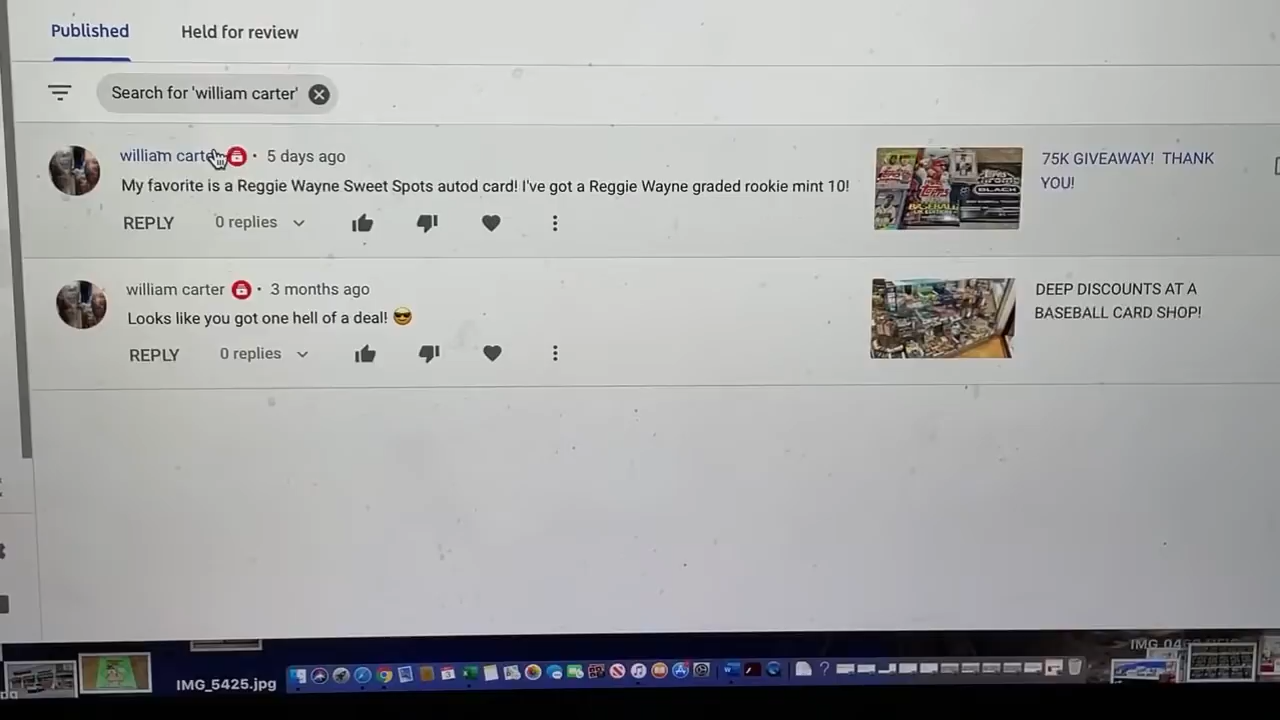 Published
Held for review
Search for 'william carter'
william carte
5 days ago
My favorite is a Reggie Wayne Sweet Spots autod card! I've got a Reggie Wayne graded rookie mint 10!
REPLY
0 replies
75K GIVEAWAY! THANK
YOU!
william carter
3 months ago
Looks like you got one hell of a deal! 😎
REPLY
0 replies
DEEP DISCOUNTS AT A
BASEBALL CARD SHOP!
IMG_5425.jpg